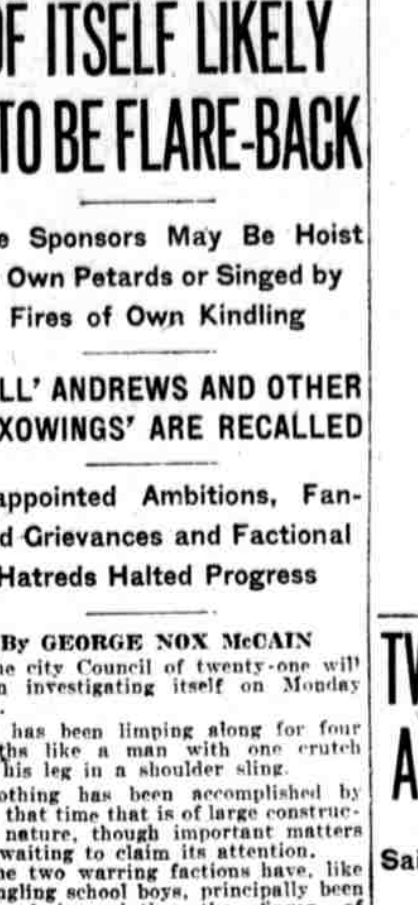 OF ITSELF LIKELY
TO BE FLARE-BACK
e Sponsors May Be Hoist
Own Petards or Singed by
Fires of Own Kindling
LL' ANDREWS AND OTHER
XOWINGS' ARE RECALLED
appointed Ambitions, Fan-
d Grievances and Factional
Hatreds Halted Progress
By GEORGE NOX McCAIN
he city Council of twenty-one will
n investigating itself on Monday
.
has been limping along for four
ths like a man with one crutch
his leg in a shoulder sling.
othing has been accomplished by
that time that is of large construc-
nature, though important matters
waiting to claim its attention.
he two warring factions have, like
ngling school boys, principally been
TW
A
Sai